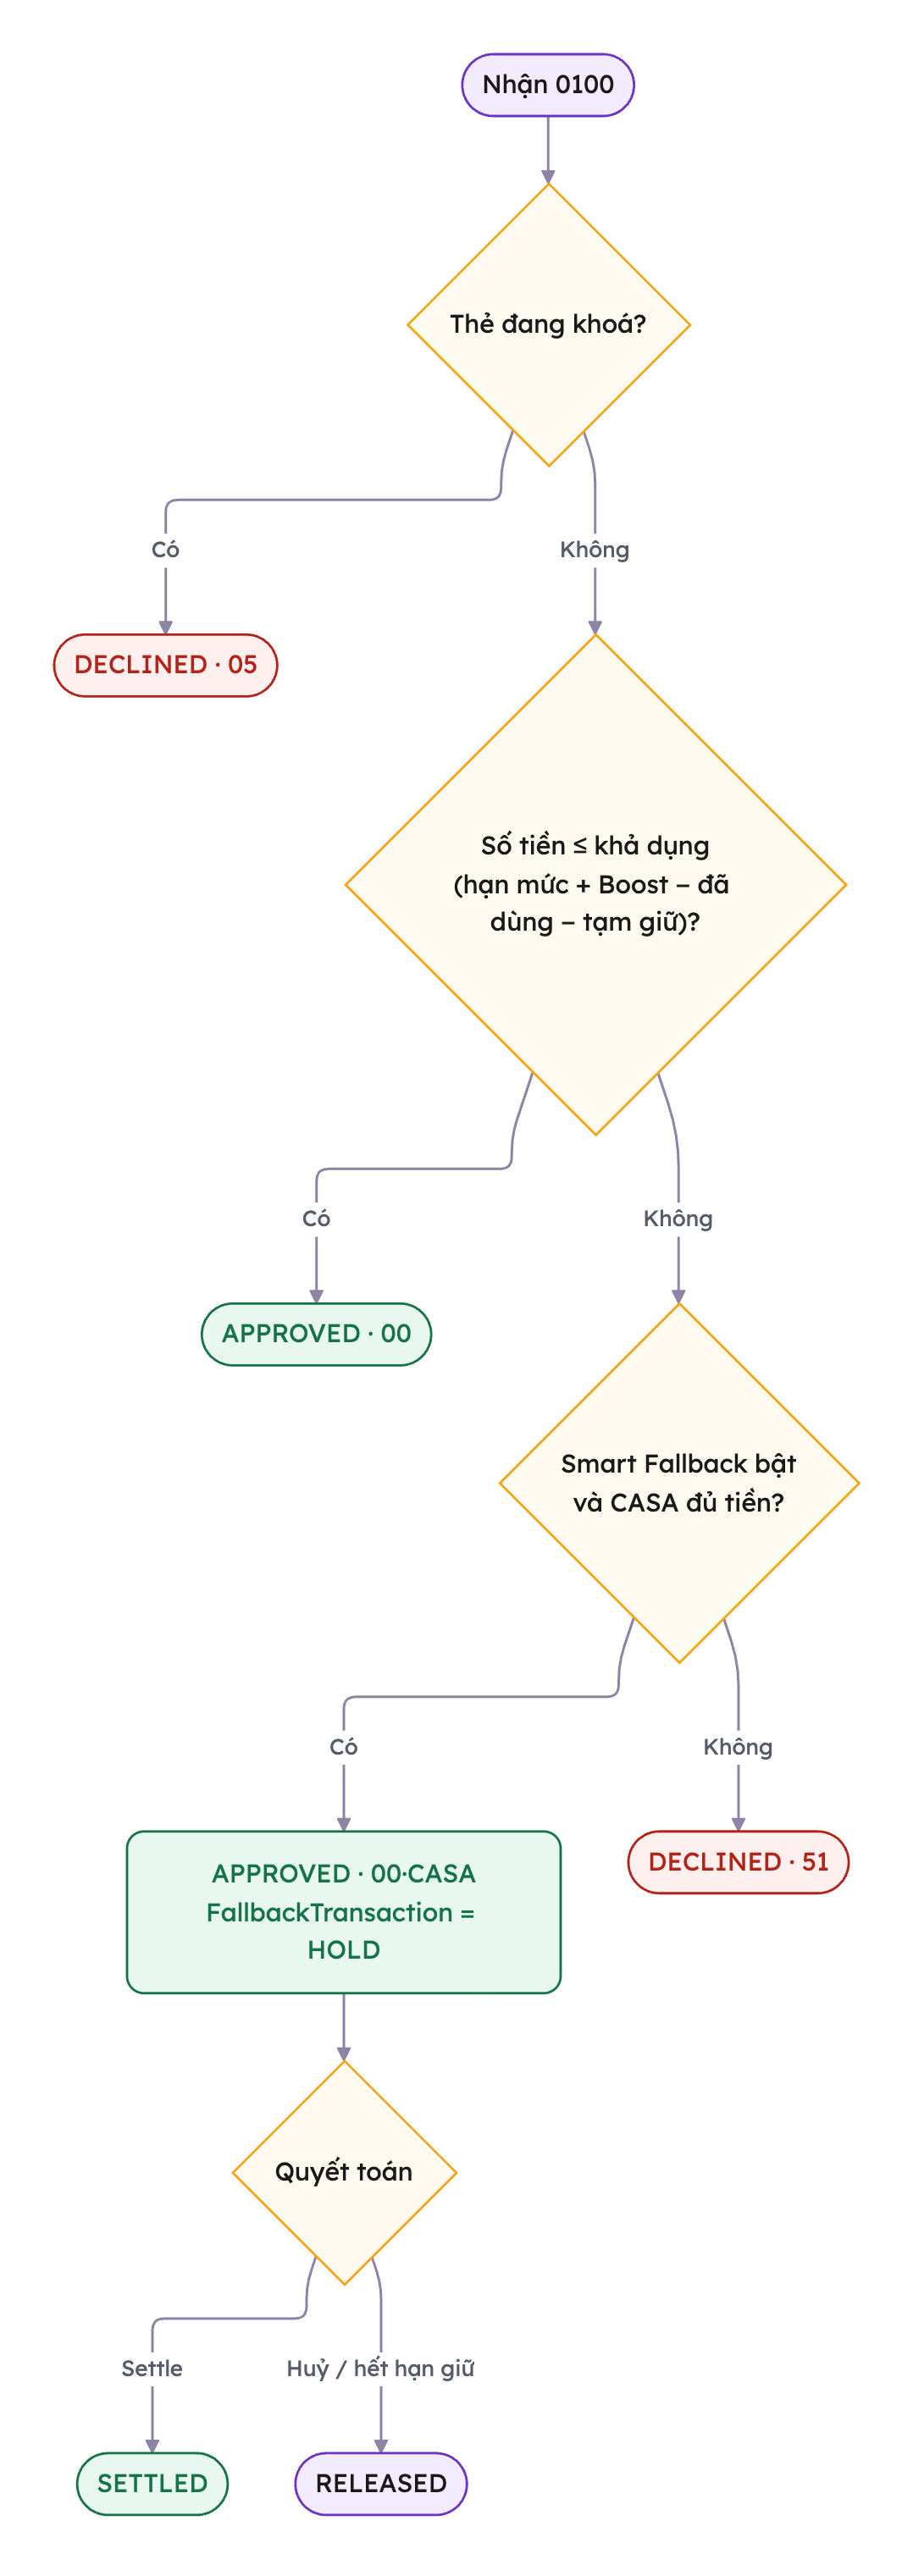 Nhận 0100
Thẻ đang khoá?
Có
Không
DECLINED · 05
Số tiền ≤ khả dụng
(hạn mức + Boost − đã
dùng − tạm giữ)?
Có
Không
APPROVED · 00
Smart Fallback bật
và CASA đủ tiền?
Có
Không
APPROVED · 00·CASA
FallbackTransaction =
HOLD
DECLINED · 51
Quyết toán
Settle
Huỷ / hết hạn giữ
SETTLED
RELEASED